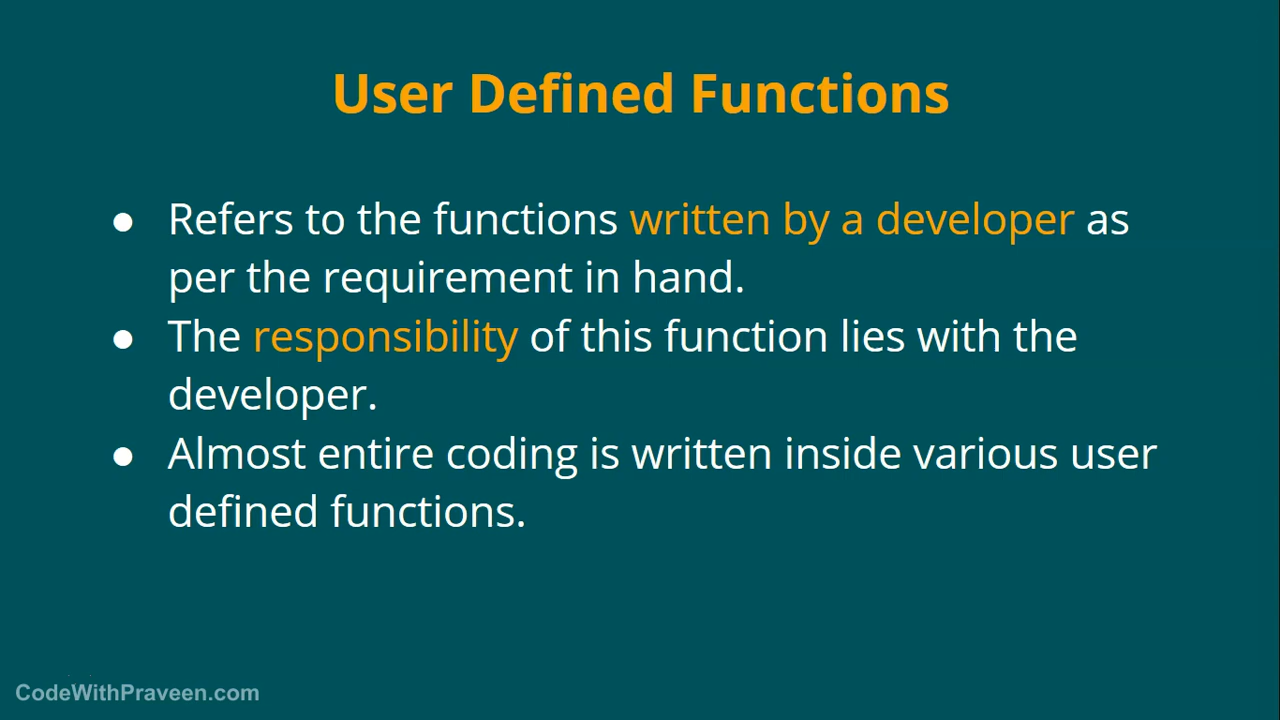 User Defined Functions
● Refers to the functions written by a developer as
per the requirement in hand.
● The responsibility of this function lies with the
developer.
● Almost entire coding is written inside various user
defined functions.
CodeWithPraveen.com